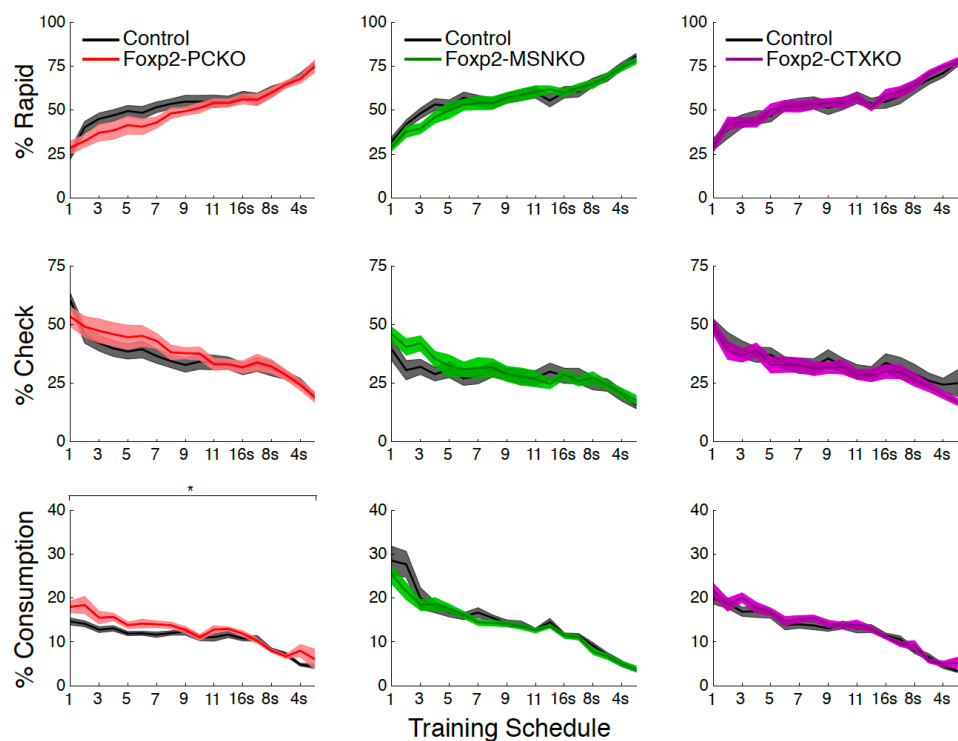 Control
Foxp2-PCKO
% Rapid
100
75
50
25
0
1 3 5 7 9 11 16s 8s 4s
Control
Foxp2-MSNKO
100
75
50
25
0
1 3 5 7 9 11 16s 8s 4s
Control
Foxp2-CTXKO
100
75
50
25
0
1 3 5 7 9 11 16s 8s 4s
% Check
75
50
25
0
1 3 5 7 9 11 16s 8s 4s
75
50
25
0
1 3 5 7 9 11 16s 8s 4s
75
50
25
0
1 3 5 7 9 11 16s 8s 4s
*
% Consumption
40
30
20
10
0
1 3 5 7 9 11 16s 8s 4s
40
30
20
10
0
1 3 5 7 9 11 16s 8s 4s
40
30
20
10
0
1 3 5 7 9 11 16s 8s 4s
Training Schedule